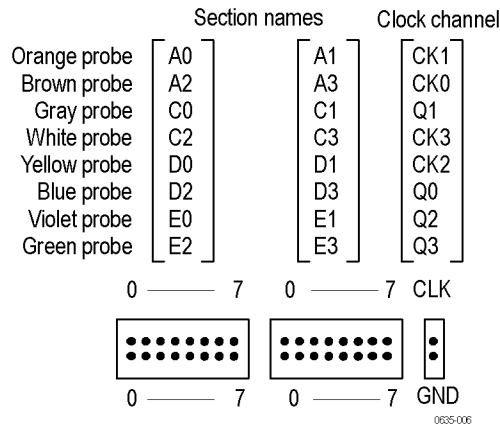 Section names Clock channel
Orange probe A0 A1 CK1
Brown probe A2 A3 CK0
Gray probe C0 C1 Q1
White probe C2 C3 CK3
Yellow probe D0 D1 CK2
Blue probe D2 D3 Q0
Violet probe E0 E1 Q2
Green probe E2 E3 Q3
0 7 0 7 CLK
0 7 0 7 GND
0635-006